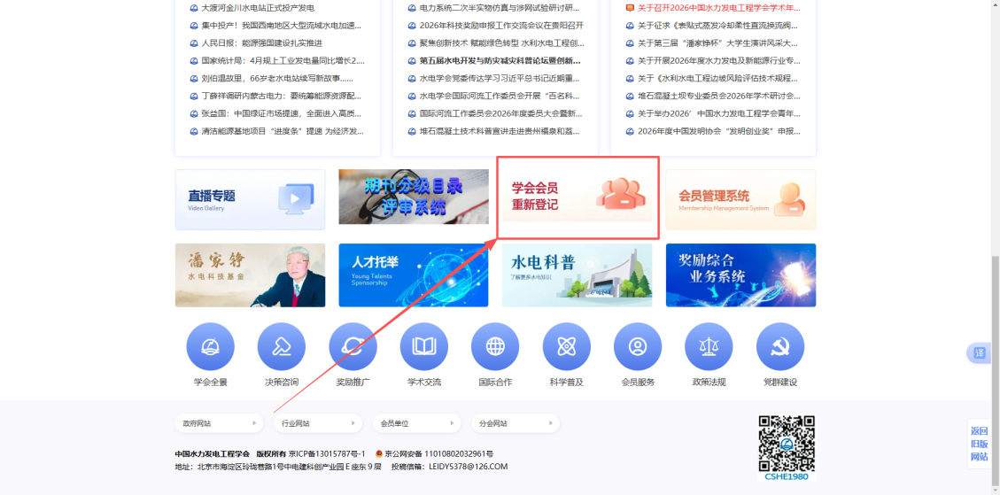 大渡河金川水电站正式投产发电
集中投产！我国西南地区大型流域水电加速...
人民日报：能源强国建设扎实推进
国家统计局：4月规上工业发电量同比增长2....
刘伯温故里，66岁老水电站续写新故事......
丁薛祥调研内蒙古电力：要统筹能源资源配...
张益国：中国绿证市场提速，全面进入高质...
清洁能源基地项目“进度条”提速 为经济发...
电力系统二次半实物仿真与涉网试验研讨研...
2026年科技奖励申报工作交流会议在贵阳召开
聚焦创新技术 赋能绿色转型 水利水电工程创...
第五届水电开发与防灾减灾科普论坛暨创新...
水电学会党委传达学习习近平总书记近期重...
水电学会国际河流工作委员会开展“百名科...
国际河流工作委员会2026年度委员大会暨新...
堆石混凝土技术科普宣讲走进贵州福泉和荔...
关于召开2026中国水力发电工程学会学术年...
关于征求《表贴式蒸发冷却柔性直流换流阀...
关于第三届“潘家铮杯”大学生演讲风采大...
关于开展2026年度水力发电及新能源行业专...
关于《水利水电工程边坡风险评估技术规程...
堆石混凝土坝专业委员会2026年学术研讨会...
关于举办2026’中国水力发电工程学会青年...
2026年度中国发明协会“发明创业奖”申报...
直播专题
Video Gallery
期刊分级目录
评审系统
学会会员
重新登记
会员管理系统
Membership Management System
潘家铮
水电科技基金
人才托举
Young Talents
Sponsorship
水电科普
了解更多水电知识
奖励综合
业务系统
学会全景
决策咨询
奖励推广
学术交流
国际合作
科学普及
会员服务
政策法规
党群建设
译
政府网站
行业网站
会员单位
分会网站
中国水力发电工程学会 版权所有 京ICP备13015787号-1 京公网安备 11010802032961号
地址：北京市海淀区玲珑巷路1号中电建科创产业园 E 座东 9 层 投稿信箱：LEIDY5378@126.COM
CSHE1980
返回
旧版
网站